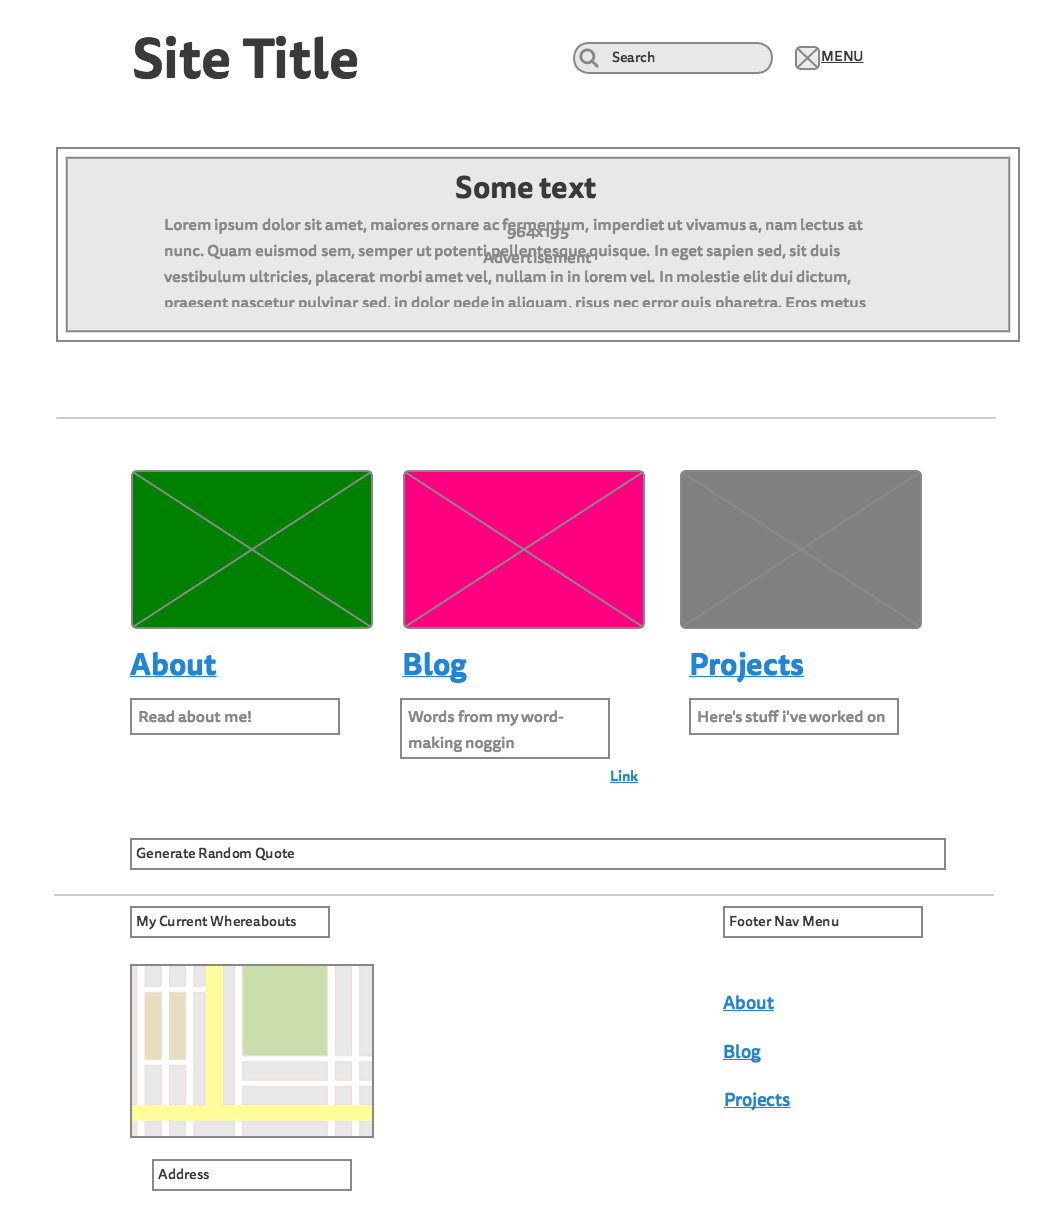 Site Title
Search
MENU
Some text
Lorem ipsum dolor sit amet, maiores ornare ac fermentum, imperdiet ut vivamus a, nam lectus at
964x195
nunc. Quam euismod sem, semper ut potenti pellentesque quisque. In eget sapien sed, sit duis
Advertisement
vestibulum ultricies, placerat morbi amet vel, nullam in in lorem vel. In molestie elit dui dictum,
praesent nascetur pulvinar sed, in dolor pede in aliquam, risus nec error quis pharetra. Eros metus
About
Blog
Projects
Read about me!
Words from my word-
making noggin
Here's stuff i've worked on
Link
Generate Random Quote
My Current Whereabouts
Footer Nav Menu
About
Blog
Projects
Address